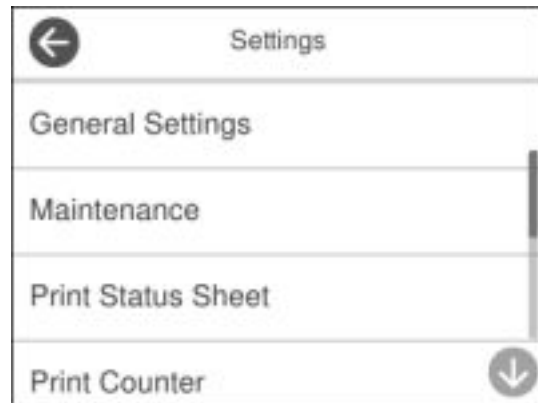 Settings
General Settings
Maintenance
Print Status Sheet
Print Counter